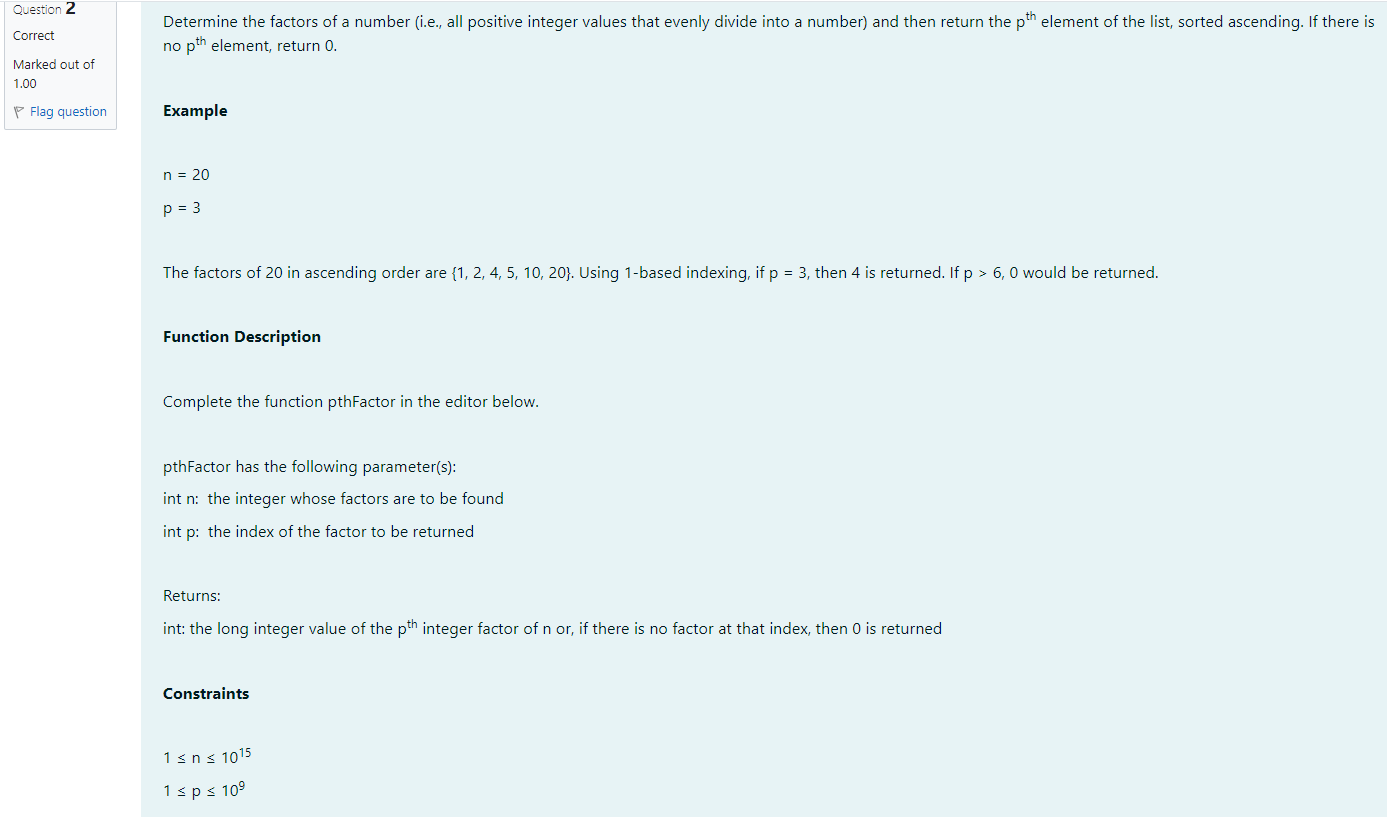 Question 2
Correct
Marked out of
1.00
Flag question
Determine the factors of a number (i.e., all positive integer values that evenly divide into a number) and then return the pth element of the list, sorted ascending. If there is
no pth element, return 0.
Example
n = 20
p = 3
The factors of 20 in ascending order are {1, 2, 4, 5, 10, 20}. Using 1-based indexing, if p = 3, then 4 is returned. If p > 6, 0 would be returned.
Function Description
Complete the function pthFactor in the editor below.
pthFactor has the following parameter(s):
int n:  the integer whose factors are to be found
int p:  the index of the factor to be returned
Returns:
int: the long integer value of the pth integer factor of n or, if there is no factor at that index, then 0 is returned
Constraints
1 ≤ n ≤ 10¹⁵
1 ≤ p ≤ 10⁹